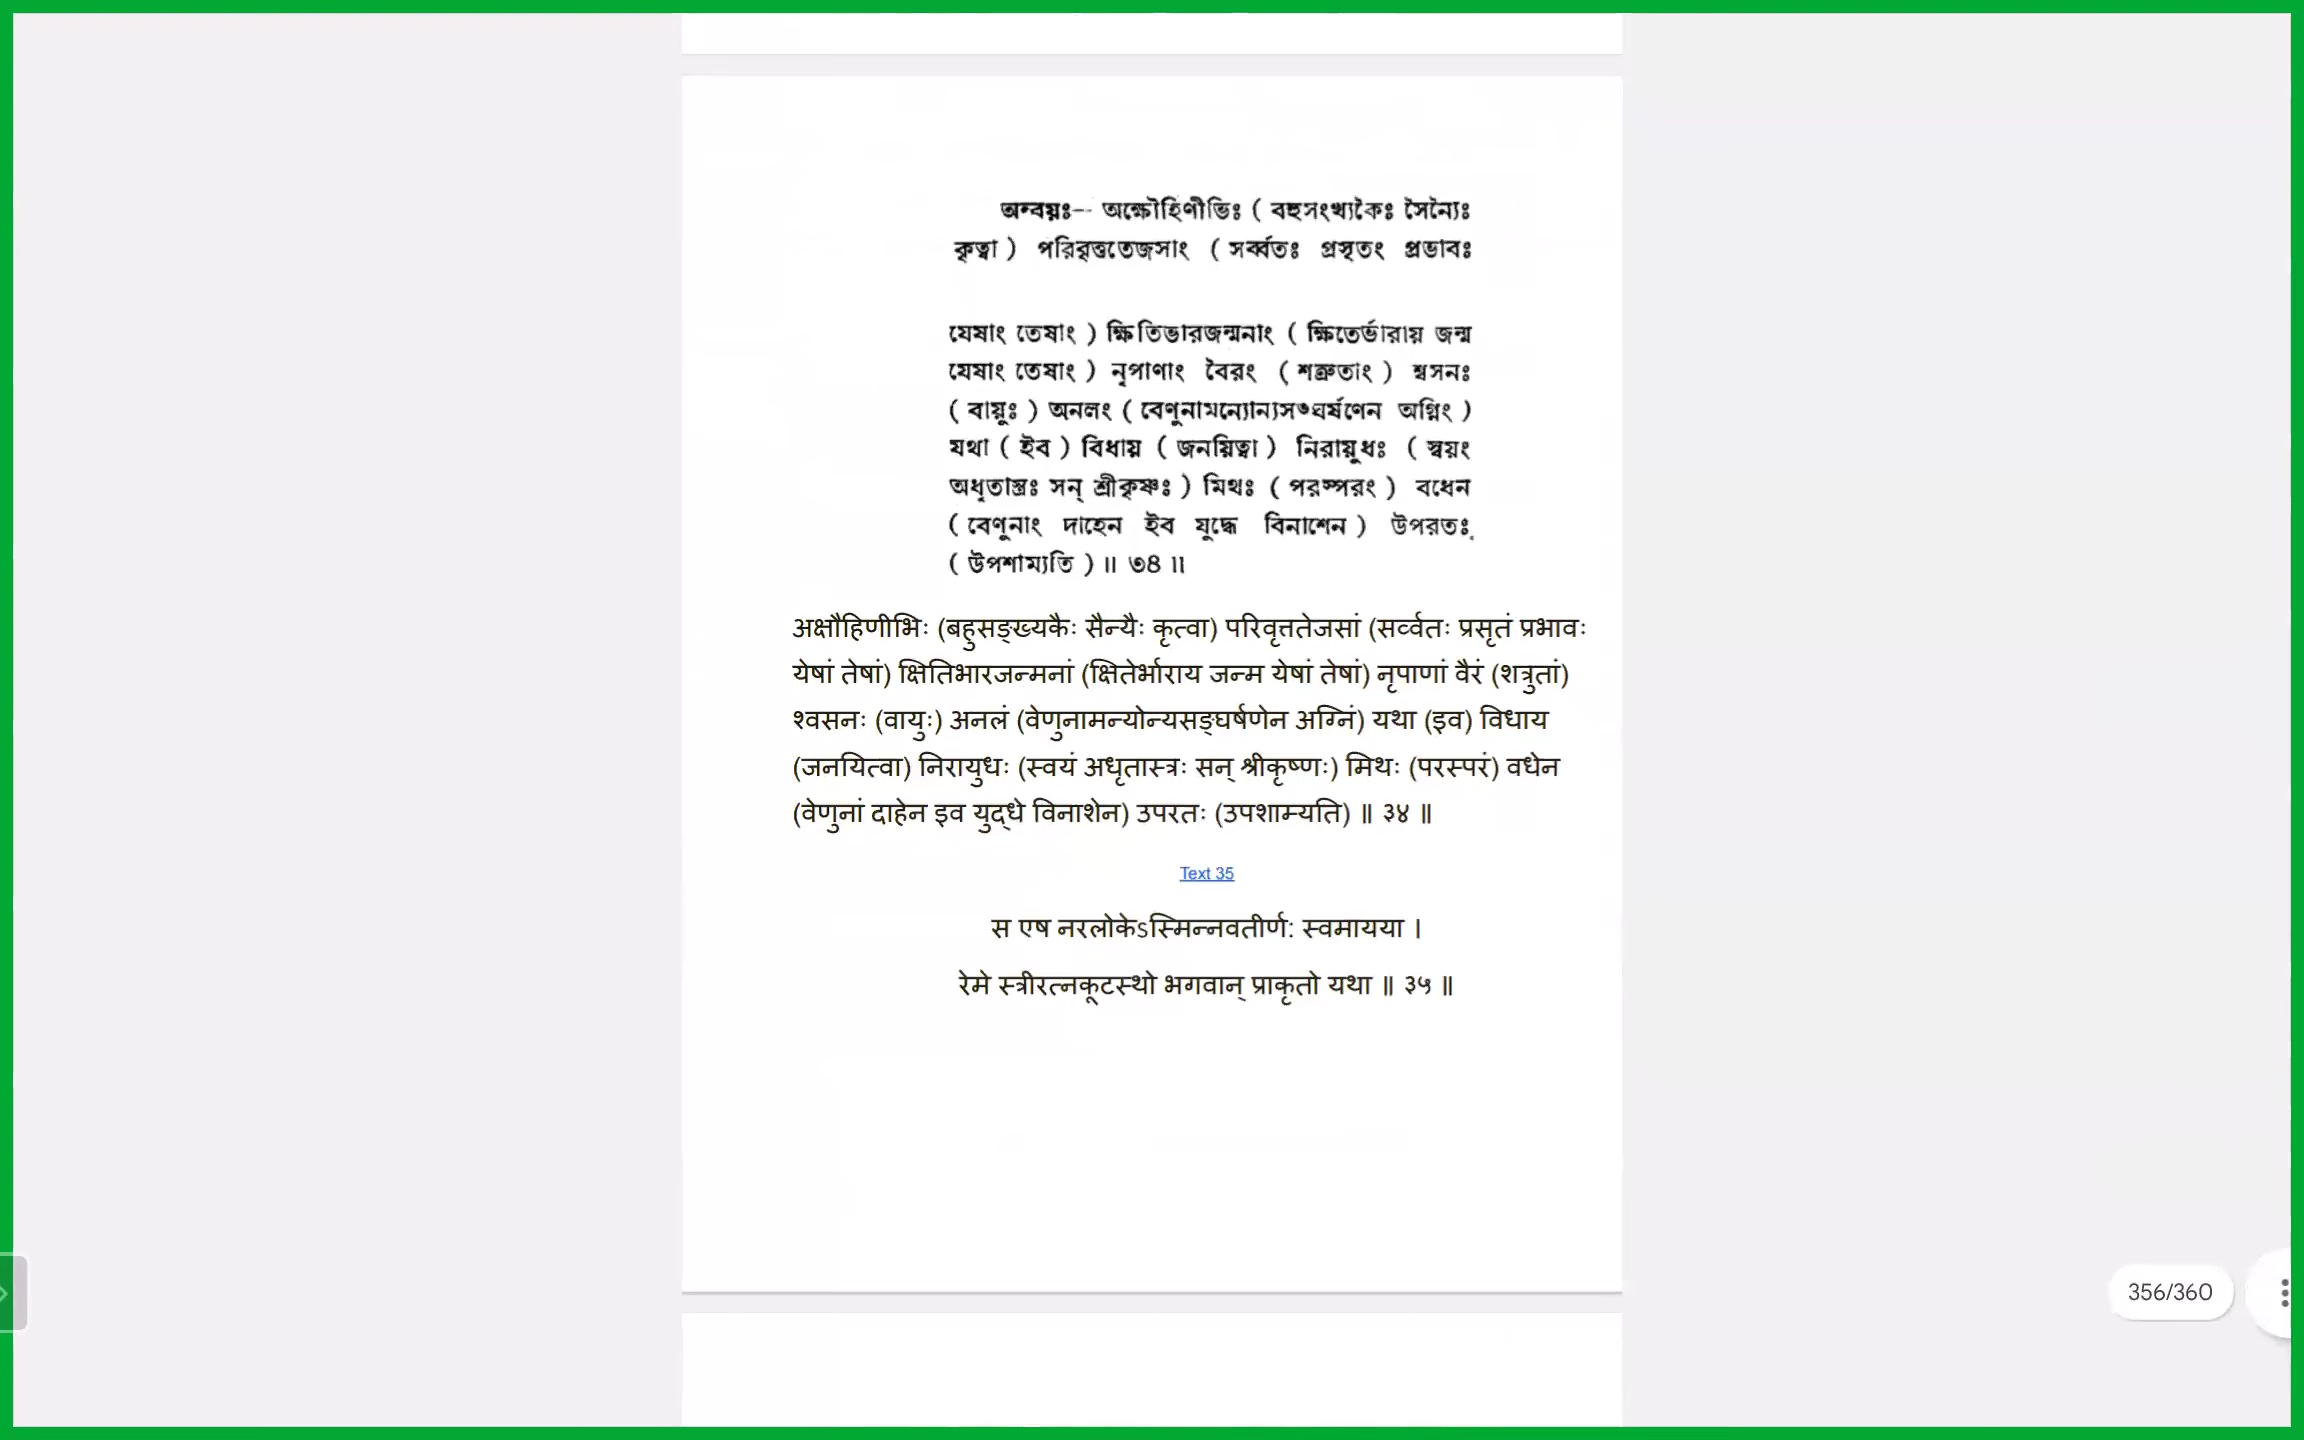 অন্বয়ঃ-- অক্ষৌহিণীভিঃ ( বহুসংখ্যকৈঃ সৈন্যৈঃ
কৃত্বা ) পরিবৃত্ততেজসাং ( সর্ব্বতঃ প্রসৃতং প্রভাবঃ
যেষাং তেষাং ) ক্ষিতিভারজন্মনাং ( ক্ষিতের্ভারায় জন্ম
যেষাং তেষাং ) নৃপাণাং বৈরং ( শত্রুতাং ) শ্বসনঃ
( বায়ুঃ ) অনলং ( বেণুনামন্যোন্যসঙ্ঘর্ষণেন অগ্নিং )
যথা ( ইব ) বিধায় ( জনয়িত্বা ) নিরায়ুধঃ ( স্বয়ং
অধৃতাস্ত্রঃ সন্ শ্রীকৃষ্ণঃ ) মিথঃ ( পরস্পরং ) বধেন
( বেণুনাং দাহেন ইব যুদ্ধে বিনাশেন ) উপরতঃ
( উপশাম্যতি ) ॥ ৩৪ ॥
अक्षौहिणीभिः (बहुसङ्ख्यकैः सैन्यैः कृत्वा) परिवृत्ततेजसां (सर्व्वतः प्रसृतं प्रभावः
येषां तेषां) क्षितिभारजन्मनां (क्षितेर्भाराय जन्म येषां तेषां) नृपाणां वैरं (शत्रुतां)
श्वसनः (वायुः) अनलं (वेणुनामन्योन्यसङ्घर्षणेन अग्निं) यथा (इव) विधाय
(जनयित्वा) निरायुधः (स्वयं अधृतास्त्रः सन् श्रीकृष्णः) मिथः (परस्परं) वधेन
(वेणुनां दाहेन इव युद्धे विनाशेन) उपरतः (उपशाम्यति) ॥ ३४ ॥
Text 35
स एष नरलोकेऽस्मिन्नवतीर्ण: स्वमायया ।
रेमे स्त्रीरत्नकूटस्थो भगवान् प्राकृतो यथा ॥ ३५ ॥
356/360